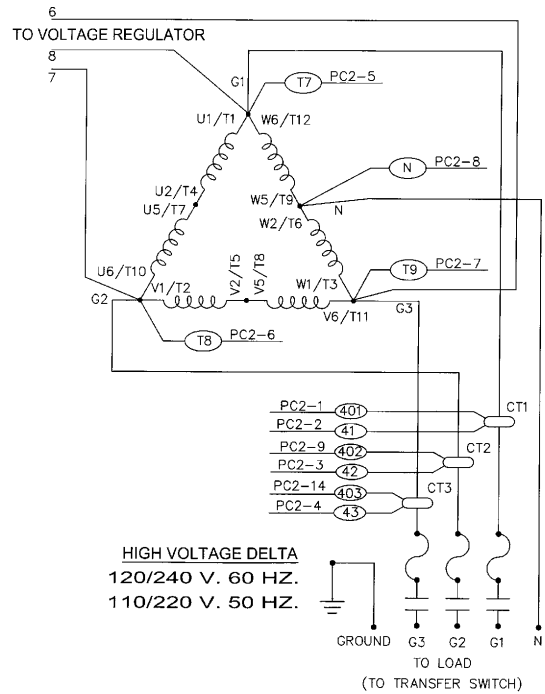 6
TO VOLTAGE REGULATOR
8
7
G1
T7
PC2-5
U1/T1
W6/T12
N
PC2-8
U2/T4
U5/T7
W5/T9
W2/T6
N
T9
PC2-7
U6/T10
V1/T2
V2/T5
V5/T8
W1/T3
G2
V6/T11
G3
T8
PC2-6
PC2-1
401
CT1
PC2-2
41
PC2-9
402
CT2
PC2-3
42
PC2-14
403
CT3
PC2-4
43
HIGH VOLTAGE DELTA
120/240 V. 60 HZ.
110/220 V. 50 HZ.
GROUND
G3
G2
G1
N
TO LOAD
(TO TRANSFER SWITCH)